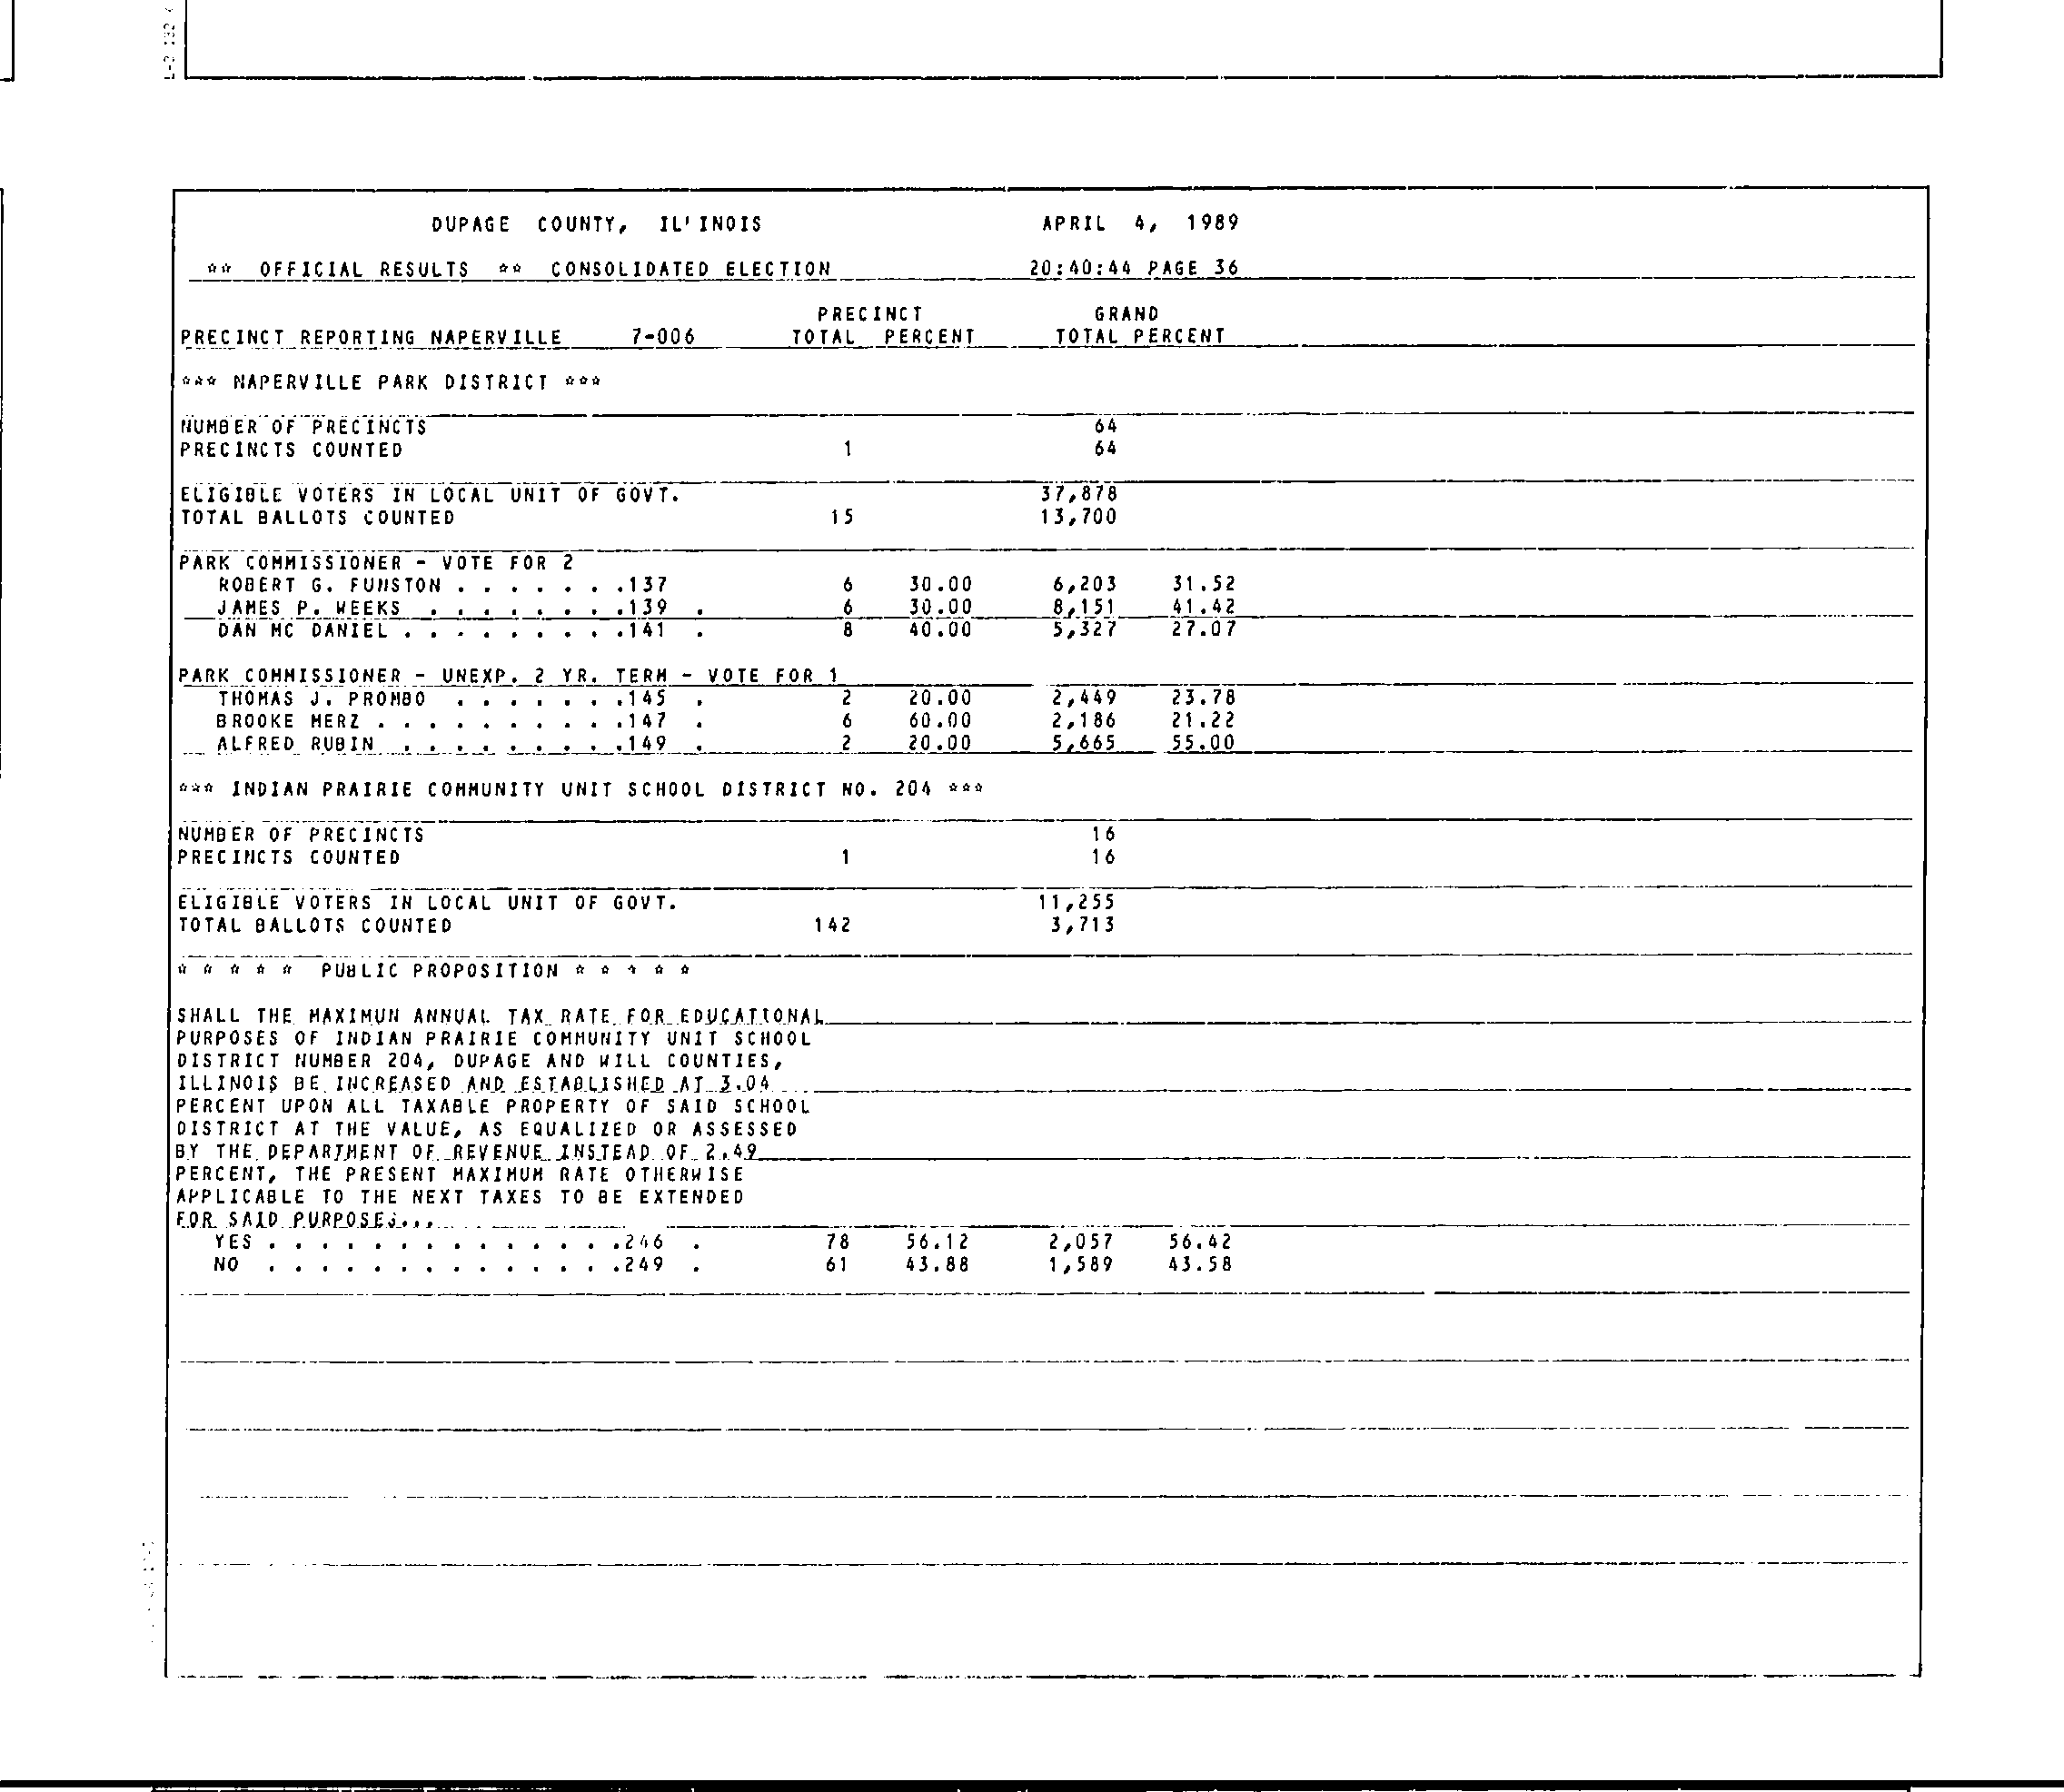 DUPAGE COUNTY, IL'INOIS APRIL 4, 1989
** OFFICIAL RESULTS ** CONSOLIDATED ELECTION 20:40:44 PAGE 36
PRECINCT GRAND
PRECINCT REPORTING NAPERVILLE 7-006 TOTAL PERCENT TOTAL PERCENT
*** NAPERVILLE PARK DISTRICT ***
NUMBER OF PRECINCTS 64
PRECINCTS COUNTED 1 64
ELIGIBLE VOTERS IN LOCAL UNIT OF GOVT. 37,878
TOTAL BALLOTS COUNTED 15 13,700
PARK COMMISSIONER - VOTE FOR 2
ROBERT G. FUNSTON . . . . . . .137 6 30.00 6,203 31.52
JAMES P. WEEKS . . . . . . . .139 . 6 30.00 8,151 41.42
DAN MC DANIEL . . . . . . . . .141 . 8 40.00 5,327 27.07
PARK COMMISSIONER - UNEXP. 2 YR. TERM - VOTE FOR 1
THOMAS J. PROMBO . . . . . . .145 . 2 20.00 2,449 23.78
BROOKE MERZ . . . . . . . . . .147 . 6 60.00 2,186 21.22
ALFRED RUBIN . . . . . . . . .149 . 2 20.00 5,665 55.00
*** INDIAN PRAIRIE COMMUNITY UNIT SCHOOL DISTRICT NO. 204 ***
NUMBER OF PRECINCTS 16
PRECINCTS COUNTED 1 16
ELIGIBLE VOTERS IN LOCAL UNIT OF GOVT. 11,255
TOTAL BALLOTS COUNTED 142 3,713
* * * * * PUBLIC PROPOSITION * * * * *
SHALL THE MAXIMUN ANNUAL TAX RATE FOR EDUCATIONAL
PURPOSES OF INDIAN PRAIRIE COMMUNITY UNIT SCHOOL
DISTRICT NUMBER 204, DUPAGE AND WILL COUNTIES,
ILLINOIS BE INCREASED AND ESTABLISHED AT 3.04
PERCENT UPON ALL TAXABLE PROPERTY OF SAID SCHOOL
DISTRICT AT THE VALUE, AS EQUALIZED OR ASSESSED
BY THE DEPARTMENT OF REVENUE INSTEAD OF 2.49
PERCENT, THE PRESENT MAXIMUM RATE OTHERWISE
APPLICABLE TO THE NEXT TAXES TO BE EXTENDED
FOR SAID PURPOSES...
YES . . . . . . . . . . . . . .246 . 78 56.12 2,057 56.42
NO . . . . . . . . . . . . . .249 . 61 43.88 1,589 43.58